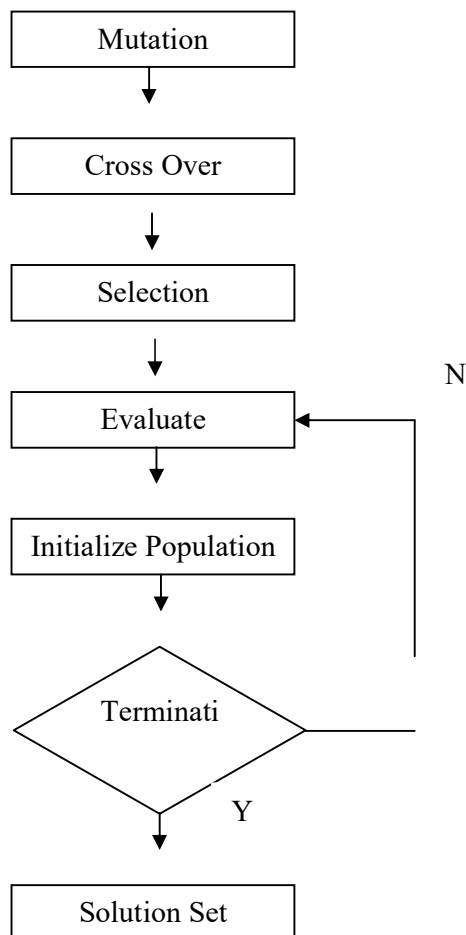 Mutation
Cross Over
Selection
N
Evaluate
Initialize Population
Terminati
Y
Solution Set